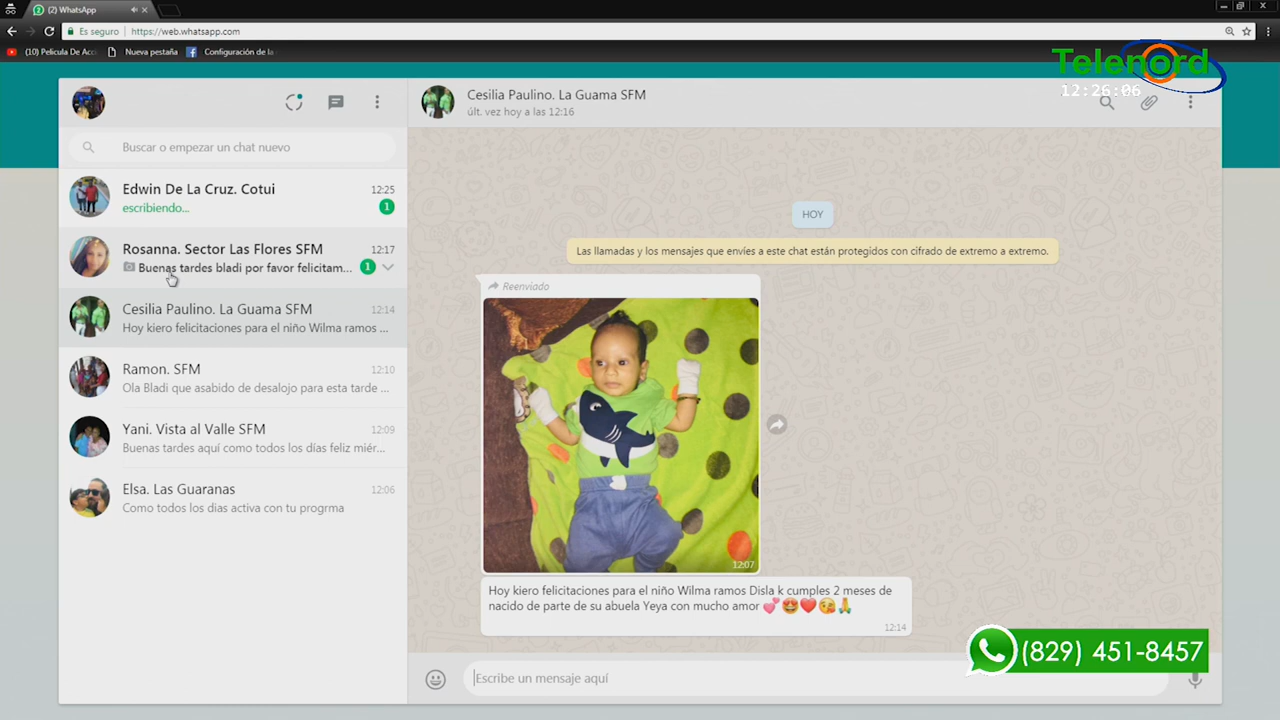 (2) WhatsApp
Es seguro
https://web.whatsapp.com
(10) Pelicula De Acc
Nueva pestaña
Configuración de la
Telenord
12:26:06
Cesilia Paulino. La Guama SFM
últ. vez hoy a las 12:16
Buscar o empezar un chat nuevo
Edwin De La Cruz. Cotui
12:25
escribiendo...
1
Rosanna. Sector Las Flores SFM
12:17
Buenas tardes bladi por favor felicitam...
1
Cesilia Paulino. La Guama SFM
12:14
Hoy kiero felicitaciones para el niño Wilma ramos ...
Ramon. SFM
12:10
Ola Bladi que asabido de desalojo para esta tarde ...
Yani. Vista al Valle SFM
12:09
Buenas tardes aquí como todos los días feliz miér...
Elsa. Las Guaranas
12:06
Como todos los dias activa con tu progrma
HOY
Las llamadas y los mensajes que envíes a este chat están protegidos con cifrado de extremo a extremo.
Reenviado
12:07
Hoy kiero felicitaciones para el niño Wilma ramos Disla k cumples 2 meses de
nacido de parte de su abuela Yeya con mucho amor 💕🤩❤️😘🙏
12:14
(829) 451-8457
Escribe un mensaje aquí